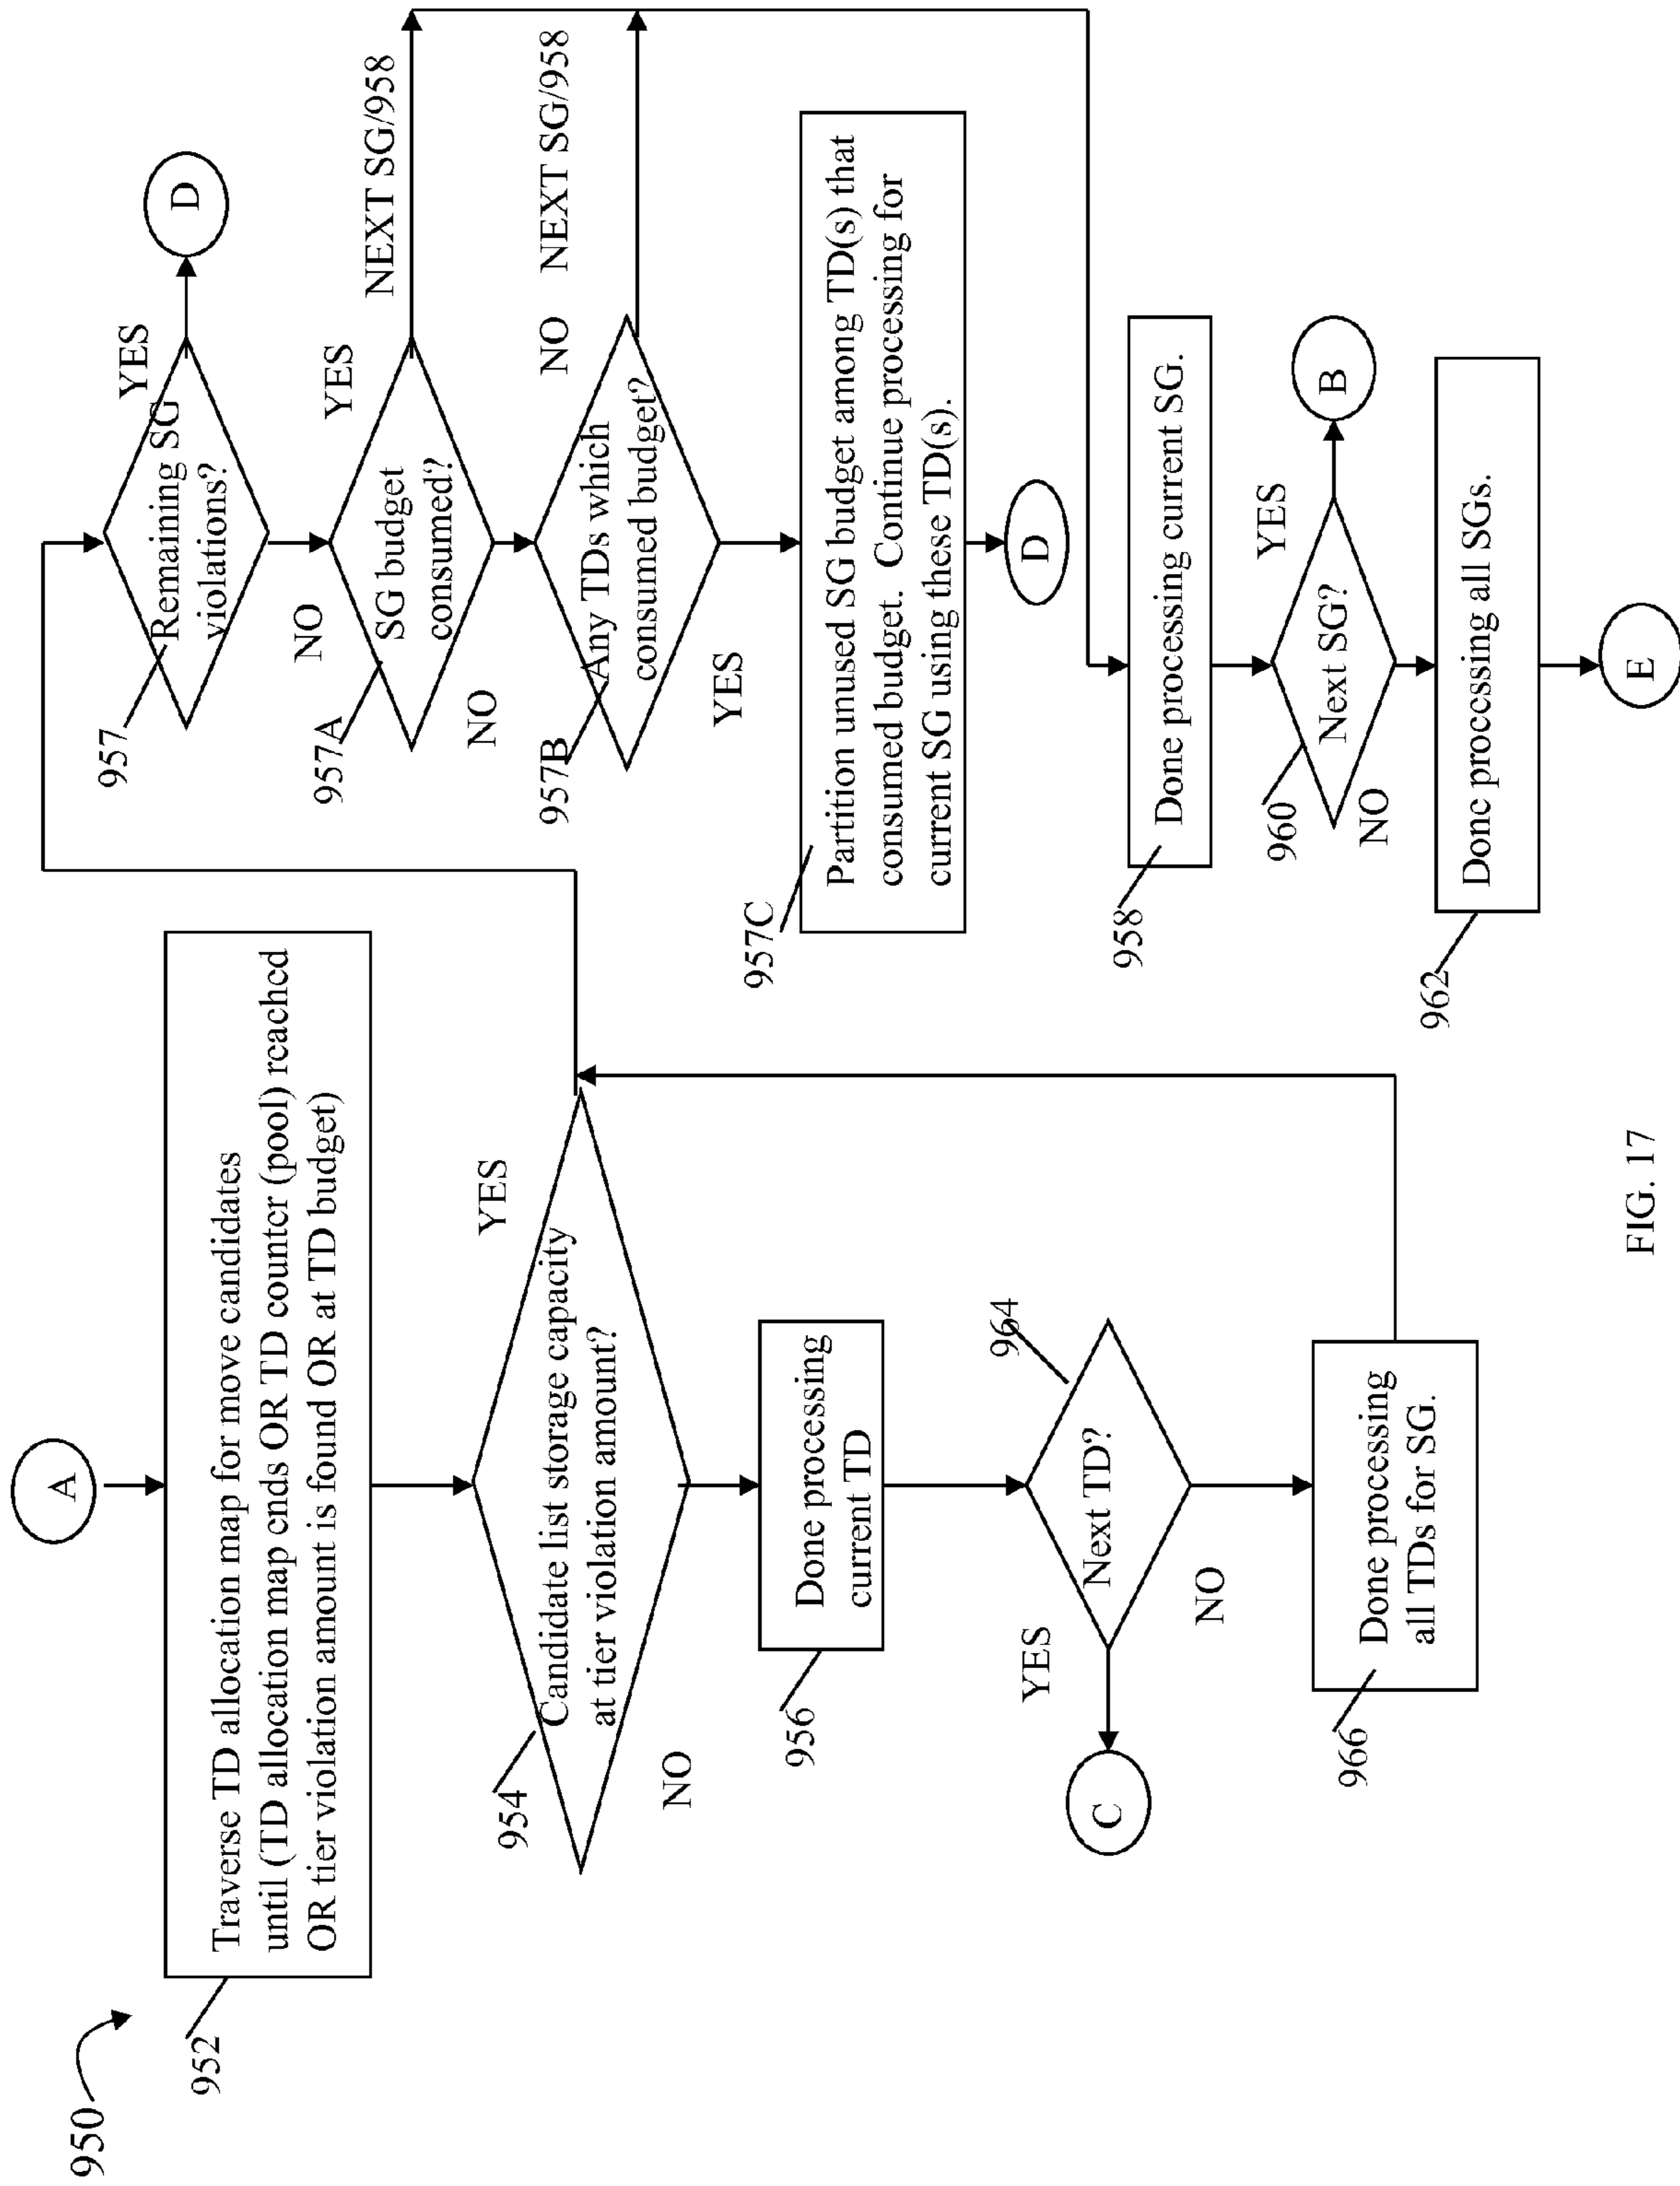 950
A
952
Traverse TD allocation map for move candidates
until (TD allocation map ends OR TD counter (pool) reached
OR tier violation amount is found OR at TD budget)
954
Candidate list storage capacity
at tier violation amount?
YES
NO
956
Done processing
current TD
964
Next TD?
YES
C
NO
966
Done processing
all TDs for SG.
957
Remaining SG
violations?
YES
D
NO
957A
SG budget
consumed?
YES
NEXT SG/958
NO
957B
Any TDs which
consumed budget?
NO NEXT SG/958
YES
957C
Partition unused SG budget among TD(s) that
consumed budget. Continue processing for
current SG using these TD(s).
D
958
Done processing current SG.
960
Next SG?
YES
B
NO
962
Done processing all SGs.
E
FIG. 17